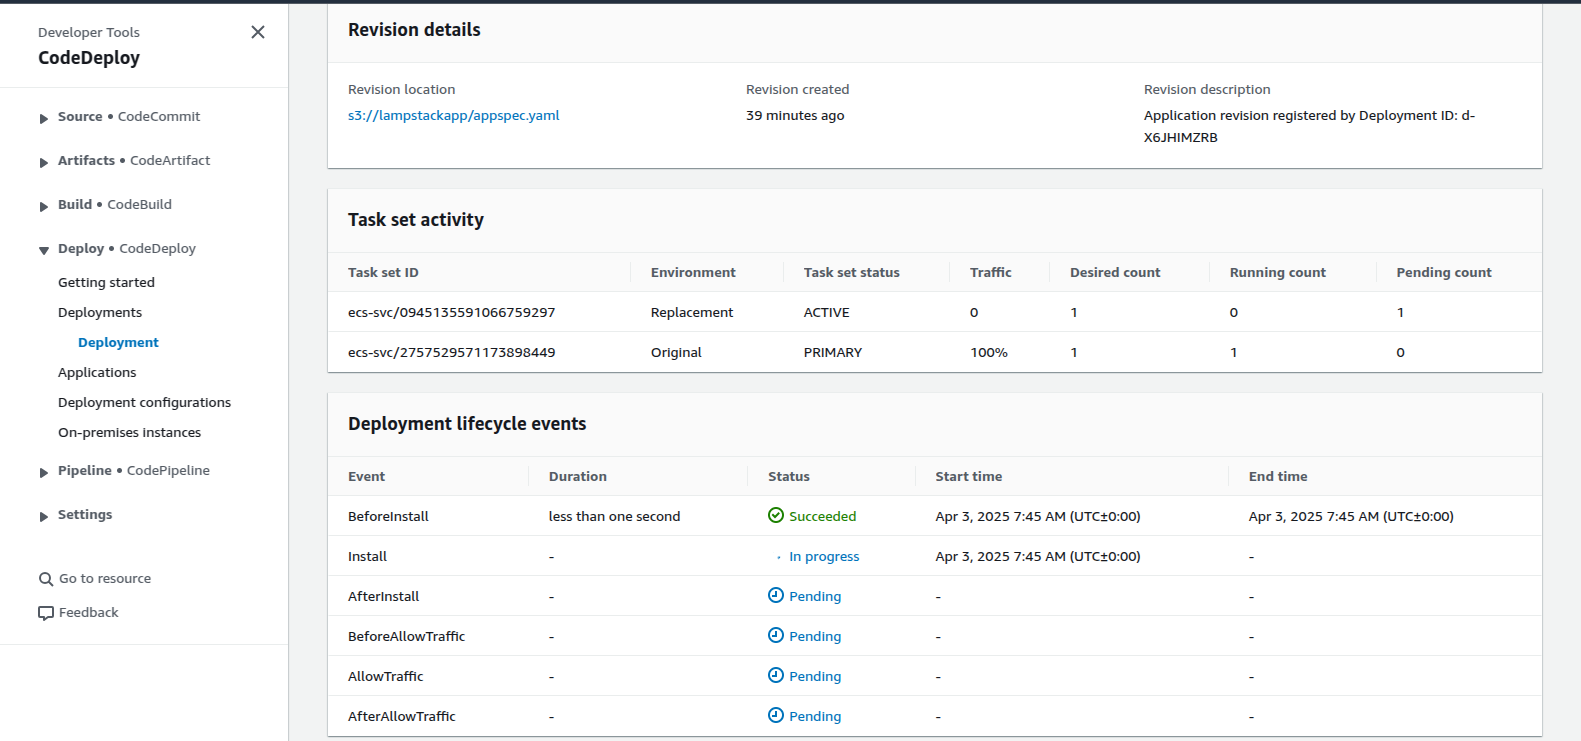 Developer Tools
CodeDeploy
Source • CodeCommit
Artifacts • CodeArtifact
Build • CodeBuild
Deploy • CodeDeploy
Getting started
Deployments
Deployment
Applications
Deployment configurations
On-premises instances
Pipeline • CodePipeline
Settings
Go to resource
Feedback
Revision details
Revision location Revision created Revision description
s3://lampstackapp/appspec.yaml 39 minutes ago Application revision registered by Deployment ID: d-
X6JHIMZRB
Task set activity
Task set ID Environment Task set status Traffic Desired count Running count Pending count
ecs-svc/0945135591066759297 Replacement ACTIVE 0 1 0 1
ecs-svc/2757529571173898449 Original PRIMARY 100% 1 1 0
Deployment lifecycle events
Event Duration Status Start time End time
BeforeInstall less than one second Succeeded Apr 3, 2025 7:45 AM (UTC±0:00) Apr 3, 2025 7:45 AM (UTC±0:00)
Install - In progress Apr 3, 2025 7:45 AM (UTC±0:00) -
AfterInstall - Pending - -
BeforeAllowTraffic - Pending - -
AllowTraffic - Pending - -
AfterAllowTraffic - Pending - -